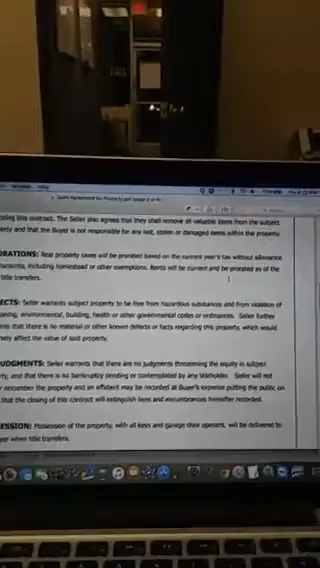 this contract. The Seller also agrees that they shall remove all valuable items from the subject
erty and that the Buyer is not responsible for any lost, stolen or damaged items within the property
ORATIONS: Real property taxes will be prorated based on the current year's tax without allowance
discounts, including homestead or other exemptions. Rents will be current and be prorated as of the
title transfers.
ECTS: Seller warrants subject property to be free from hazardous substances and from violation of
oning, environmental, building, health or other governmental codes or ordinances. Seller further
nts that there is no material or other known defects or facts regarding this property, which would
sely affect the value of said property.
UDGMENTS: Seller warrants that there are no judgments threatening the equity in subject
ty, and that there is no bankruptcy pending or contemplated by any titleholder. Seller will not
r encumber the property and an affidavit may be recorded at Buyer's expense putting the public on
that the closing of this contract will extinguish liens and encumbrances hereafter recorded.
ESSION: Possession of the property, with all keys and garage door openers, will be delivered to
yer when title transfers.